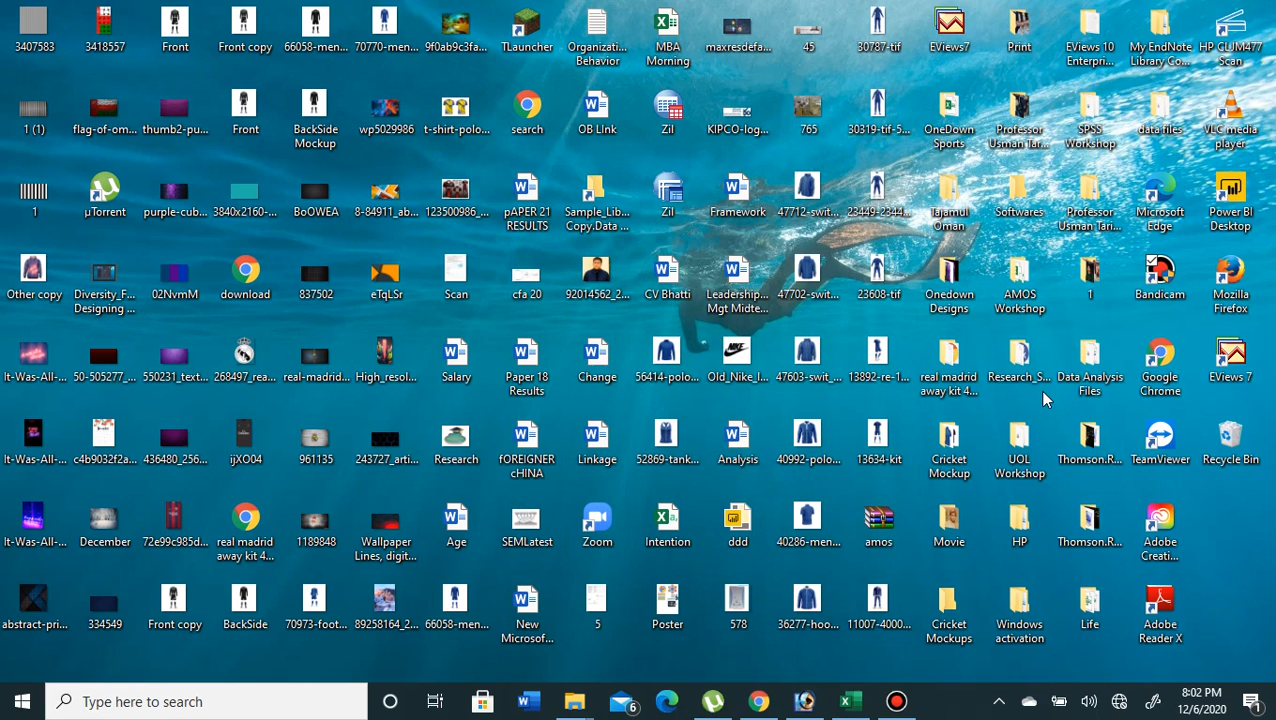 3407583
3418557
Front
Front copy
66058-men...
70770-men...
9f0ab9c3fa...
TLauncher
Organizati...
Behavior
MBA
Morning
maxresdefa...
45
30787-tif
EViews7
Print
EViews 10
Enterpri...
My EndNote
Library Co...
HP CLJM477
Scan
1 (1)
flag-of-om...
thumb2-pu...
Front
BackSide
Mockup
wp5029986
t-shirt-polo...
search
OB LInk
Zil
KIPCO-log...
765
30319-tif-5...
OneDown
Sports
Professor
Usman Tar...
SPSS
Workshop
data files
VLC media
player
1
µTorrent
purple-cub...
3840x2160-...
BoOWEA
8-84911_ab...
123500986_...
pAPER 21
RESULTS
Sample_Lib...
Copy.Data ...
Zil
Framework
47712-swit...
23449-2344...
Tajamul
Oman
Softwares
Professor
Usman Tari...
Microsoft
Edge
Power BI
Desktop
Other copy
Diversity_F...
Designing ...
02NvmM
download
837502
eTqLSr
Scan
cfa 20
92014562_2...
CV Bhatti
Leadership...
Mgt Midte...
47702-swit...
23608-tif
Onedown
Designs
AMOS
Workshop
1
Bandicam
Mozilla
Firefox
It-Was-All-...
50-505277_...
550231_text...
268497_rea...
real-madrid...
High_resol...
Salary
Paper 18
Results
Change
56414-polo...
Old_Nike_l...
47603-swit_...
13892-re-1...
real madrid
away kit 4...
Research_S...
Data Analysis
Files
Google
Chrome
EViews 7
It-Was-All-...
c4b9032f2a...
436480_256...
ijXO04
961135
243727_arti...
Research
fOREIGNER
cHINA
Linkage
52869-tank...
Analysis
40992-polo...
13634-kit
Cricket
Mockup
UOL
Workshop
Thomson.R...
TeamViewer
Recycle Bin
It-Was-All-...
December
72e99c985d...
real madrid
away kit 4...
1189848
Wallpaper
Lines, digit...
Age
SEMLatest
Zoom
Intention
ddd
40286-men...
amos
Movie
HP
Thomson.R...
Adobe
Creati...
abstract-pri...
334549
Front copy
BackSide
70973-foot...
89258164_2...
66058-men...
New
Microsof...
5
Poster
578
36277-hoo...
11007-4000...
Cricket
Mockups
Windows
activation
Life
Adobe
Reader X
Type here to search
6
8:02 PM
12/6/2020
1